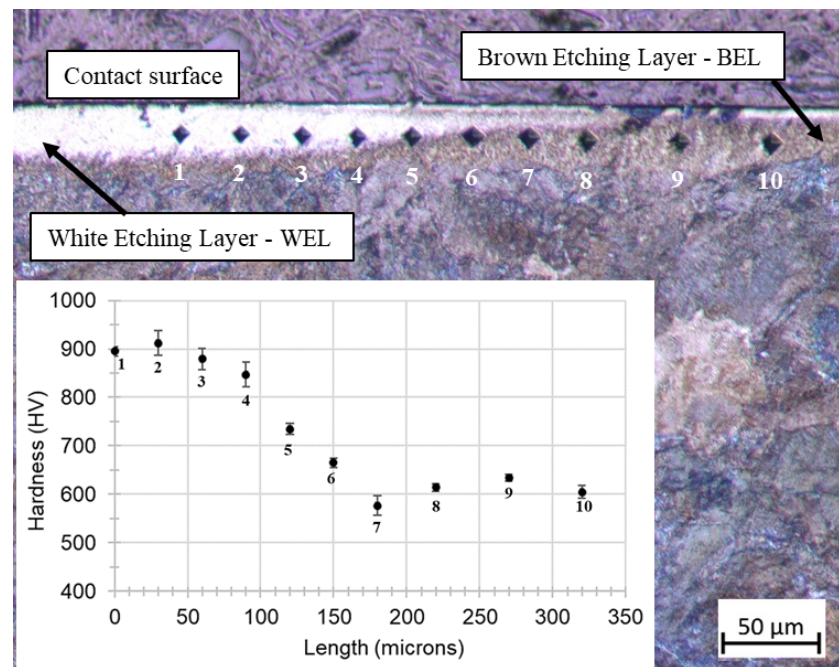 Brown Etching Layer - BEL
Contact surface
1 2 3 4 5 6 7 8 9 10
White Etching Layer - WEL
1000
900
800
700
600
500
400
Hardness (HV)
1 2 3 4 5 6 7 8 9 10
0 50 100 150 200 250 300 350
Length (microns)
50 µm